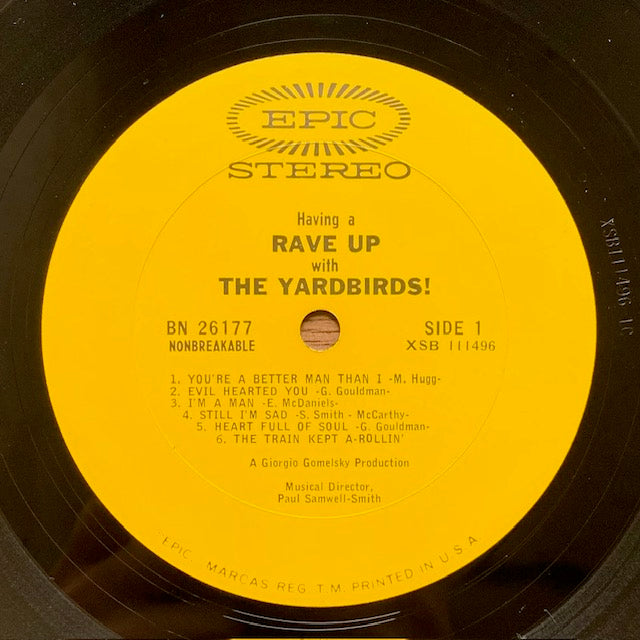 EPIC
STEREO
Having a
RAVE UP
with
THE YARDBIRDS!
BN 26177
NONBREAKABLE
SIDE 1
XSB 111496
1. YOU'RE A BETTER MAN THAN I -M. Hugg-
2. EVIL HEARTED YOU -G. Gouldman-
3. I'M A MAN -E. McDaniels-
4. STILL I'M SAD -S. Smith - McCarthy-
5. HEART FULL OF SOUL -G. Gouldman-
6. THE TRAIN KEPT A-ROLLIN'
A Giorgio Gomelsky Production
Musical Director,
Paul Samwell-Smith
EPIC. MARCAS REG. T.M. PRINTED IN U.S.A.
XSB111496 1C